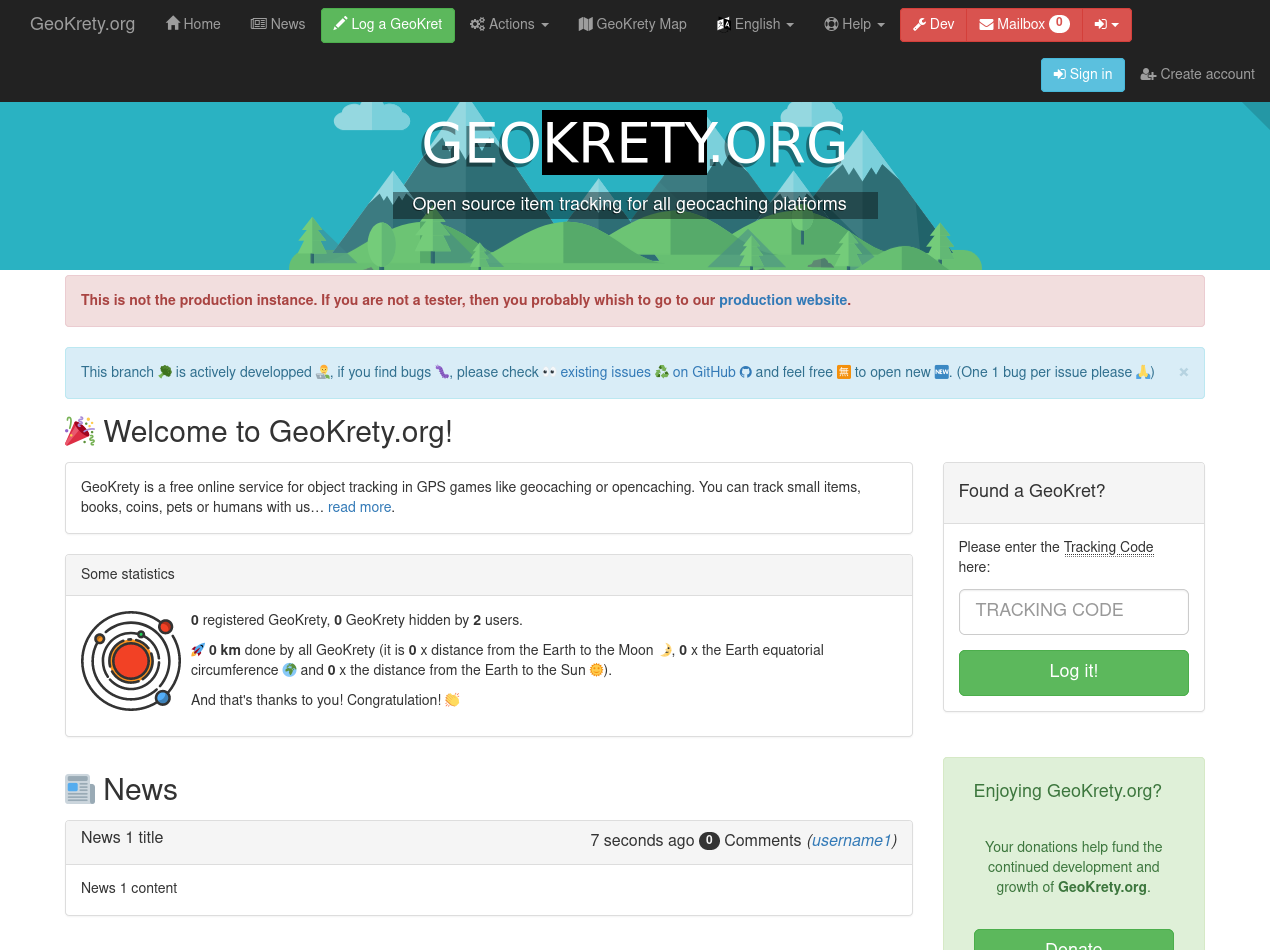 GeoKrety.org Home News Log a GeoKret Actions GeoKrety Map English Help Dev Mailbox 0
Sign in Create account
GEOKRETY.ORG
Open source item tracking for all geocaching platforms
This is not the production instance. If you are not a tester, then you probably whish to go to our production website.
This branch 🌳 is actively developped 👷, if you find bugs 🐛, please check 👀 existing issues ♻ on GitHub and feel free 🈚 to open new 🆕. (One 1 bug per issue please 🙏) ×
🎉 Welcome to GeoKrety.org!
GeoKrety is a free online service for object tracking in GPS games like geocaching or opencaching. You can track small items,
books, coins, pets or humans with us… read more.
Some statistics
0 registered GeoKrety, 0 GeoKrety hidden by 2 users.
🚀 0 km done by all GeoKrety (it is 0 x distance from the Earth to the Moon 🌛, 0 x the Earth equatorial
circumference 🌍 and 0 x the distance from the Earth to the Sun 🌞).
And that's thanks to you! Congratulation! 👏
Found a GeoKret?
Please enter the Tracking Code
here:
TRACKING CODE
Log it!
📰 News
News 1 title 7 seconds ago 0 Comments (username1)
News 1 content
Enjoying GeoKrety.org?
Your donations help fund the
continued development and
growth of GeoKrety.org.
Donate